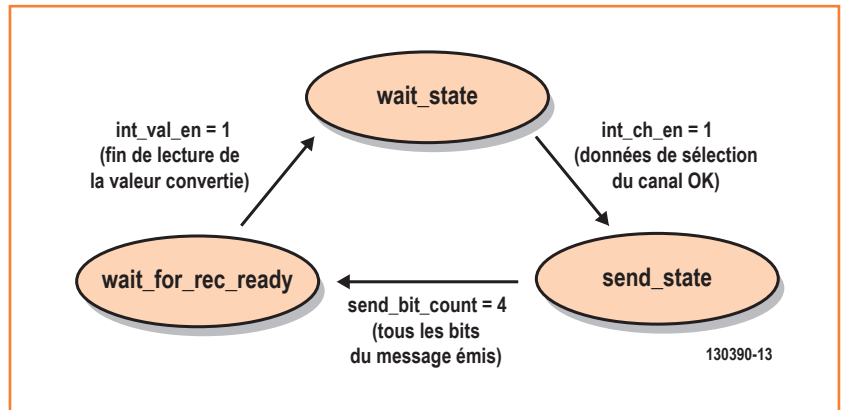 wait_state
int_val_en = 1
(fin de lecture de
la valeur convertie)
int_ch_en = 1
(données de sélection
du canal OK)
wait_for_rec_ready
send_state
send_bit_count = 4
(tous les bits
du message émis)
130390-13